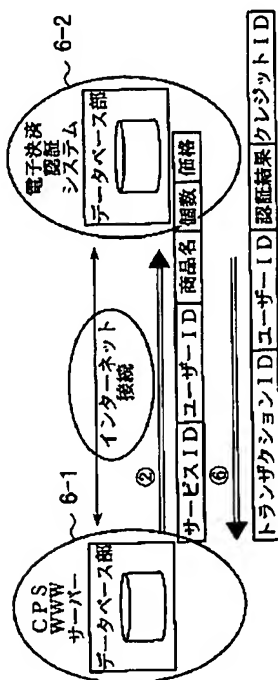 6-1
CPS
WWW
サーバー
データベース部
インターネット
接続
6-2
電子決済
認証
システム
データベース部
②
サービスID ユーザーID 商品名 個数 価格
⑥
トランザクションID ユーザーID 認証結果 クレジットID